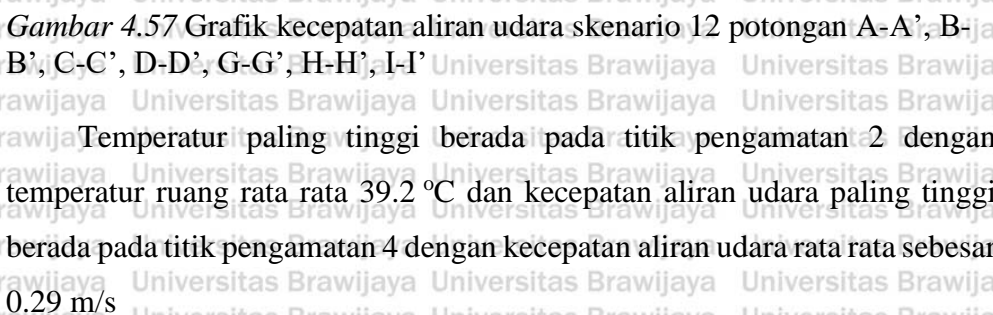 Gambar 4.57 Grafik kecepatan aliran udara skenario 12 potongan A-A’, B-
B’, C-C’, D-D’, G-G’, H-H’, I-I’
Temperatur paling tinggi berada pada titik pengamatan 2 dengan
temperatur ruang rata rata 39.2 °C dan kecepatan aliran udara paling tinggi
berada pada titik pengamatan 4 dengan kecepatan aliran udara rata rata sebesar
0.29 m/s